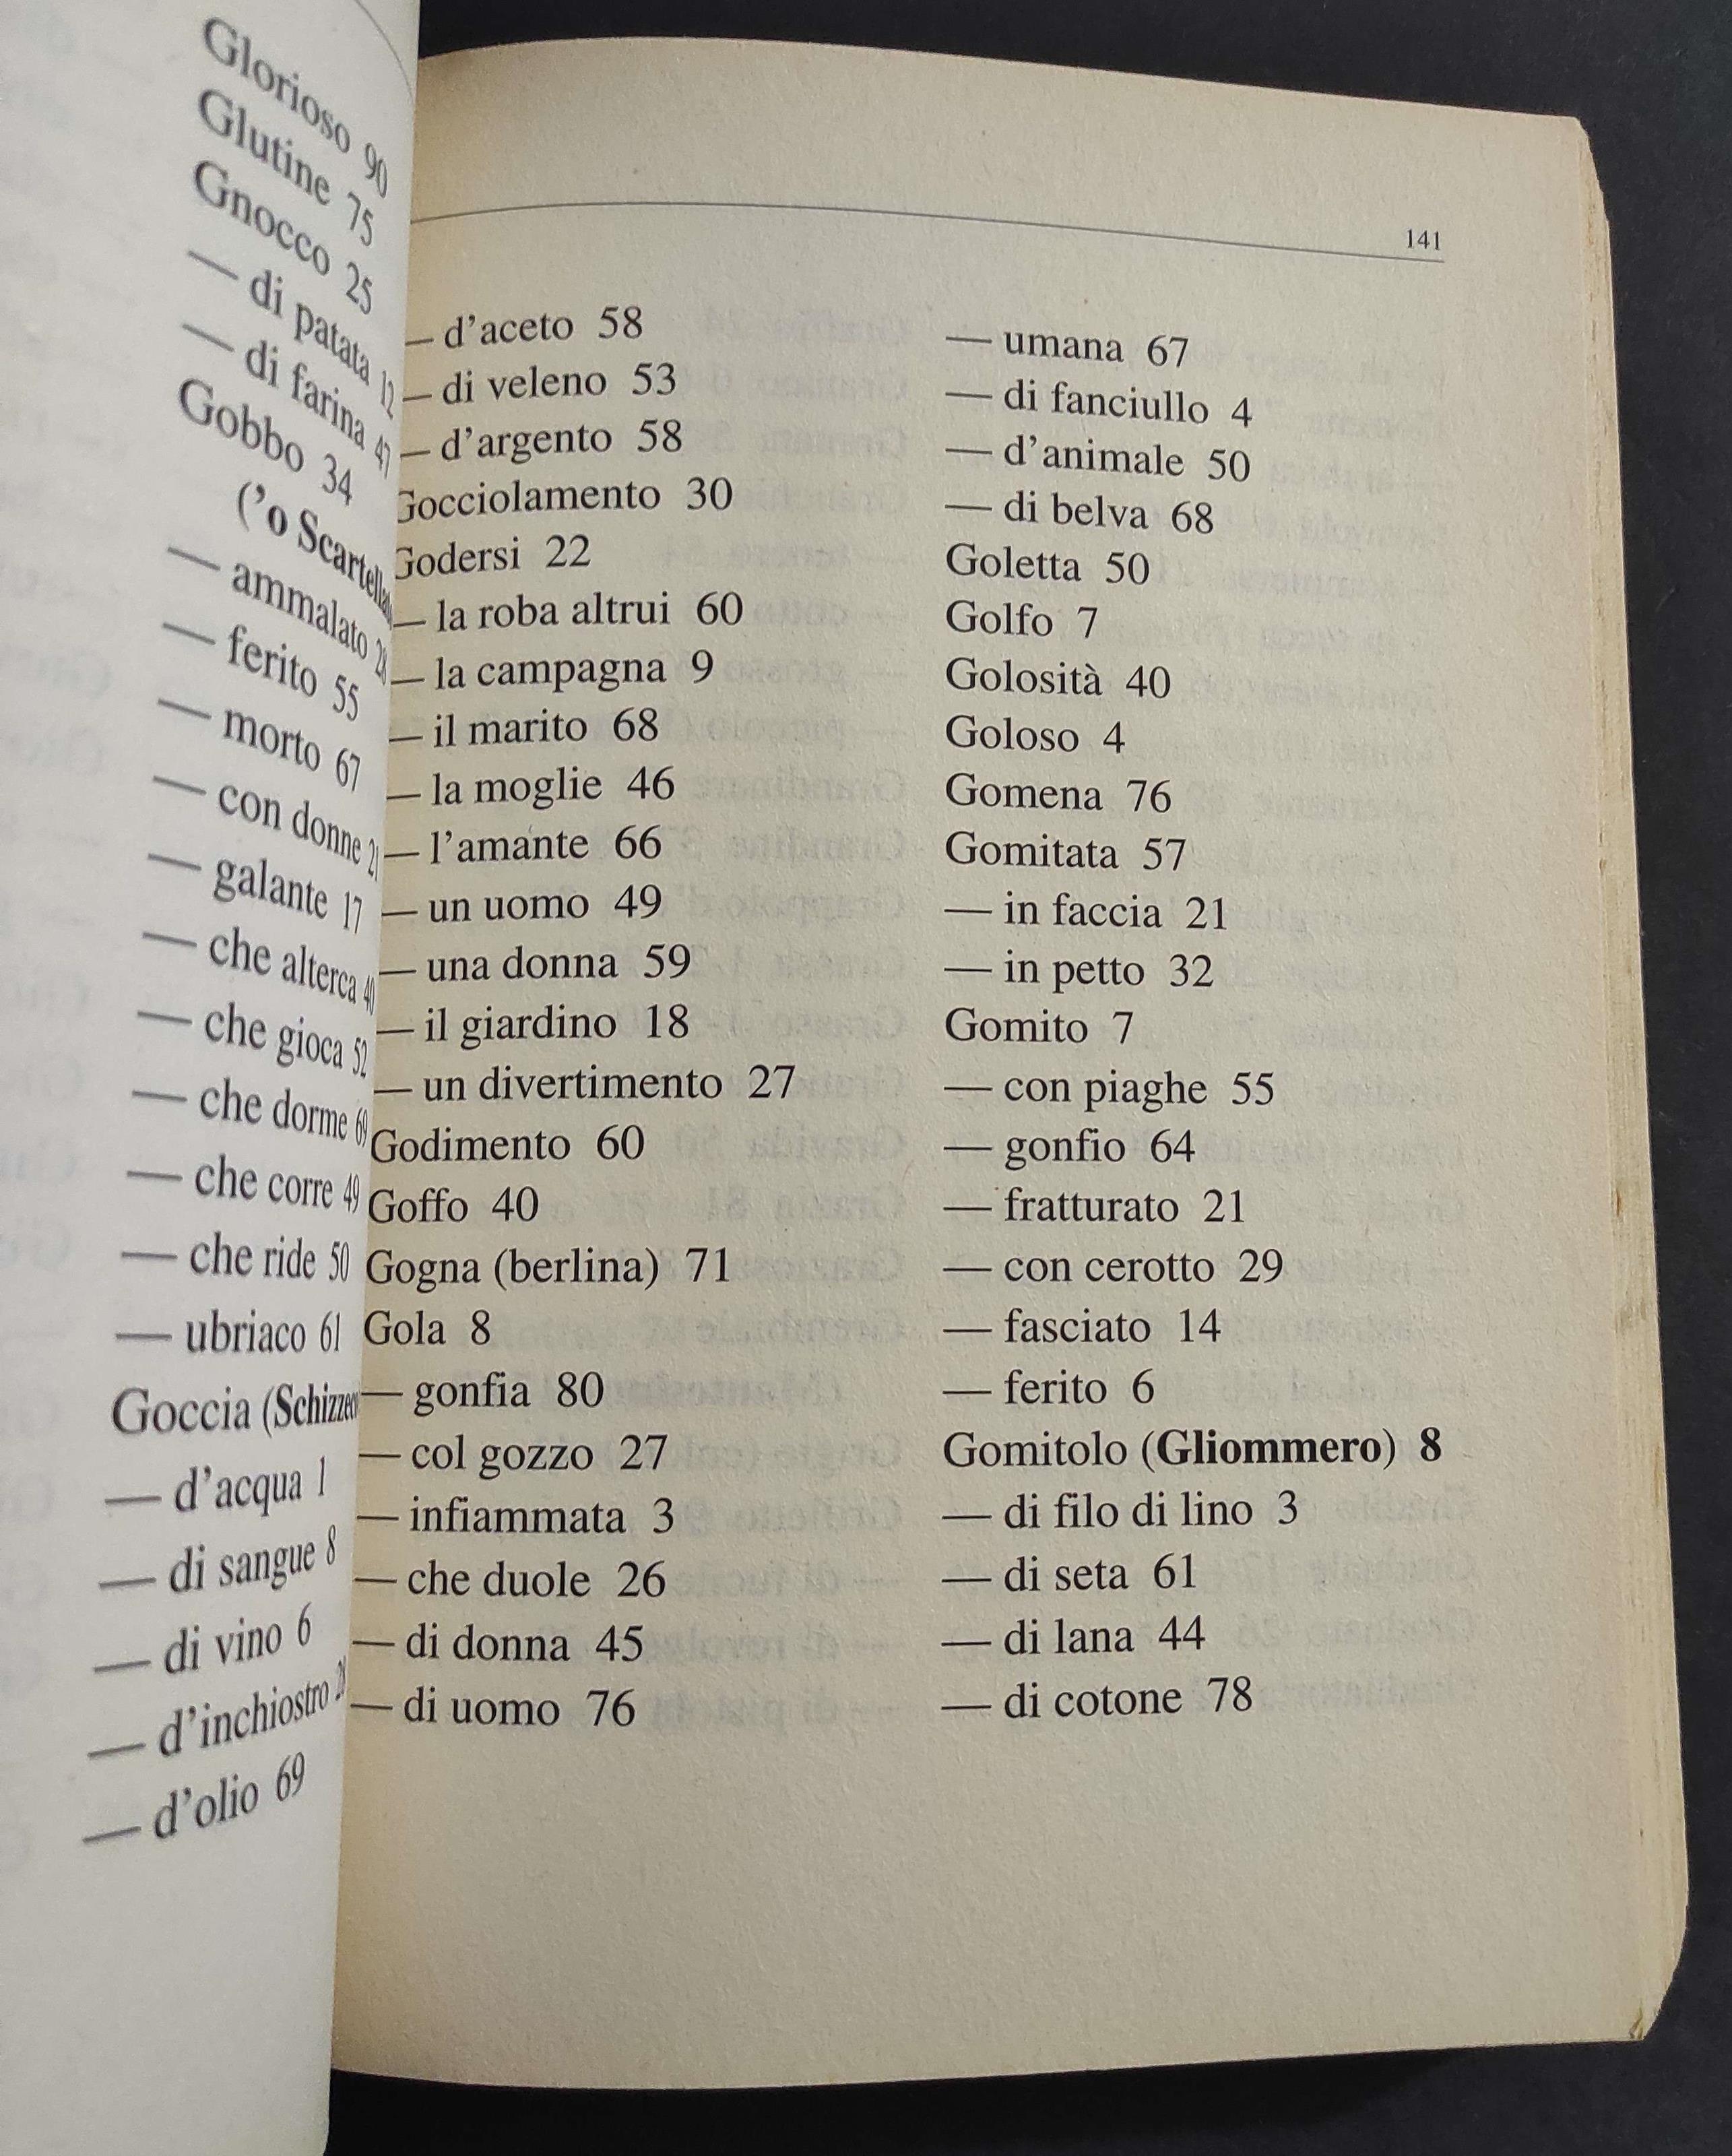 Glorioso 90
Glutine 75
Gnocco 25
— di patata 12
— di farina 47
Gobbo 34
('o Scartella
— ammalato
— ferito 55
— morto 67
— con donne 21
— galante 17
— che alterca 40
— che gioca 52
— che dorme 69
— che corre 49
— che ride 50
— ubriaco 61
Goccia (Schizzec
— d'acqua 1
— di sangue 8
— di vino 6
— d'inchiostro
— d'olio 69
141
— d'aceto 58
— di veleno 53
— d'argento 58
Gocciolamento 30
Godersi 22
— la roba altrui 60
— la campagna 9
— il marito 68
— la moglie 46
— l'amante 66
— un uomo 49
— una donna 59
— il giardino 18
— un divertimento 27
Godimento 60
Goffo 40
Gogna (berlina) 71
Gola 8
— gonfia 80
— col gozzo 27
— infiammata 3
— che duole 26
— di donna 45
— di uomo 76
— umana 67
— di fanciullo 4
— d'animale 50
— di belva 68
Goletta 50
Golfo 7
Golosità 40
Goloso 4
Gomena 76
Gomitata 57
— in faccia 21
— in petto 32
Gomito 7
— con piaghe 55
— gonfio 64
— fratturato 21
— con cerotto 29
— fasciato 14
— ferito 6
Gomitolo (Gliommero) 8
— di filo di lino 3
— di seta 61
— di lana 44
— di cotone 78